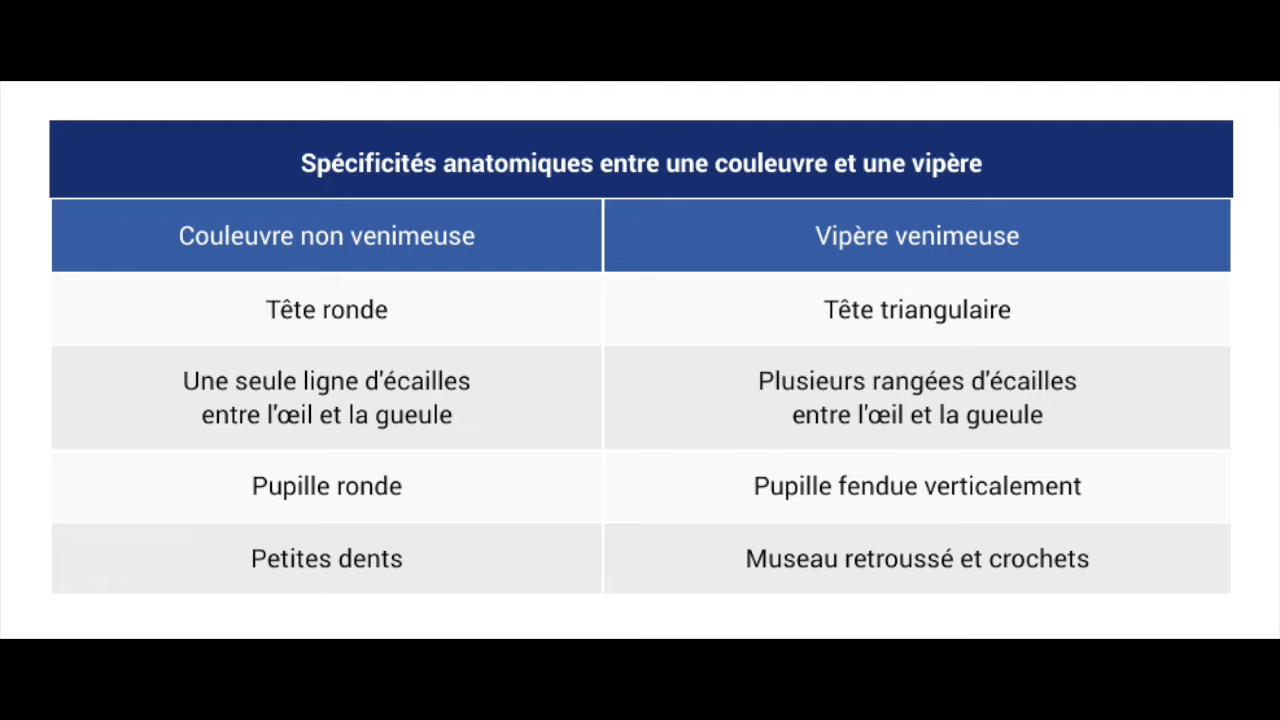 Spécificités anatomiques entre une couleuvre et une vipère
Couleuvre non venimeuse
Vipère venimeuse
Tête ronde
Tête triangulaire
Une seule ligne d'écailles
entre l'œil et la gueule
Plusieurs rangées d'écailles
entre l'œil et la gueule
Pupille ronde
Pupille fendue verticalement
Petites dents
Museau retroussé et crochets